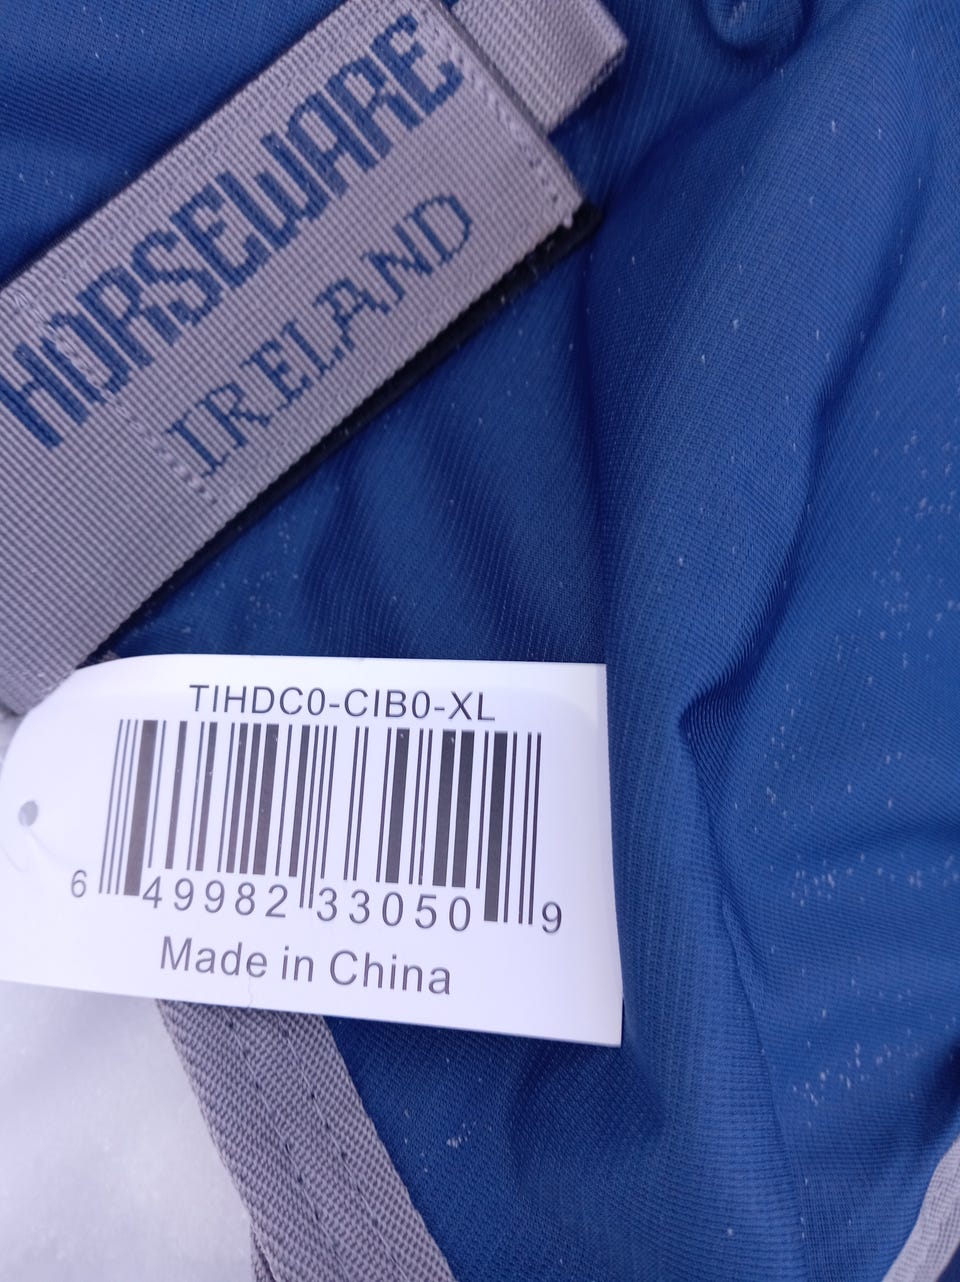 HORSEWARE
IRELAND
TIHDC0-CIB0-XL
6 49982 33050 9
Made in China